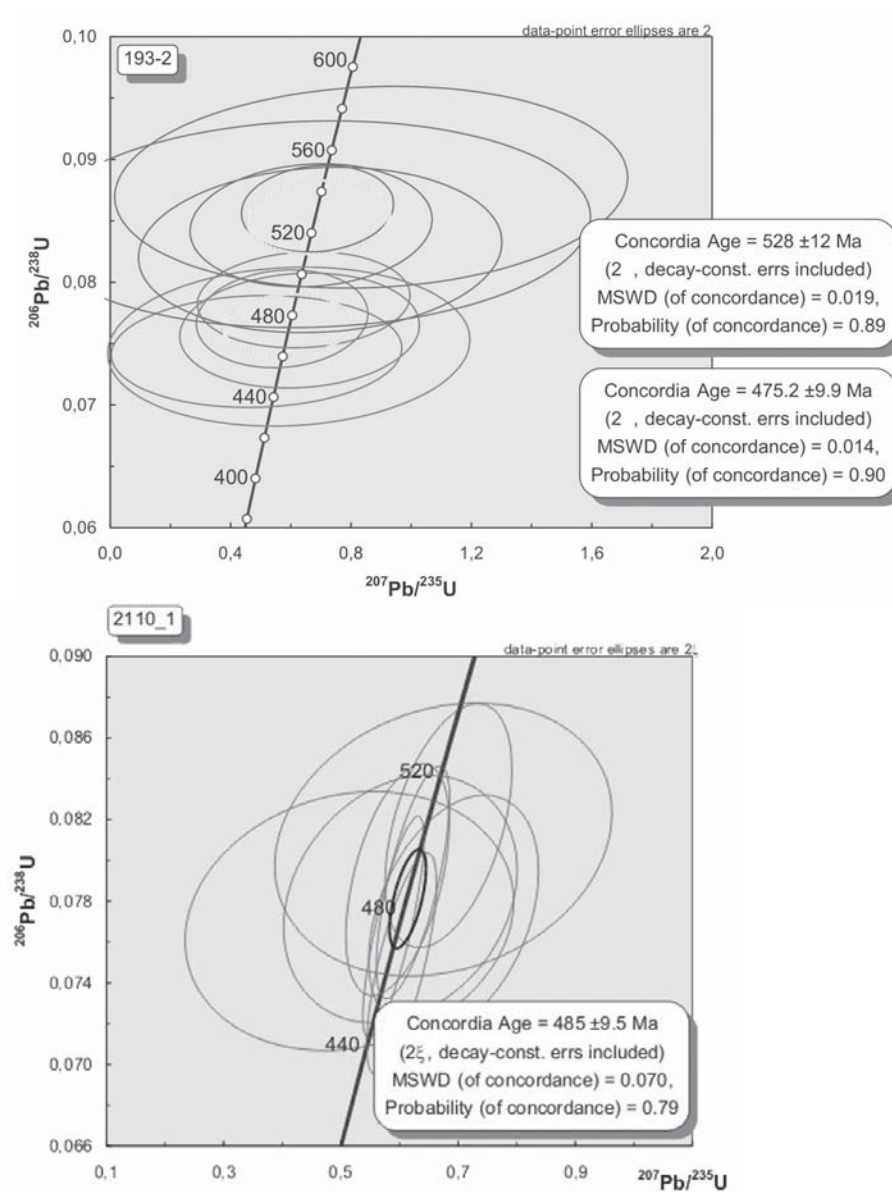 data-point error ellipses are 2
193-2
0,10
0,09
0,08
0,07
0,06
206Pb/238U
600
560
520
480
440
400
Concordia Age = 528 ±12 Ma
(2 , decay-const. errs included)
MSWD (of concordance) = 0.019,
Probability (of concordance) = 0.89
Concordia Age = 475.2 ±9.9 Ma
(2 , decay-const. errs included)
MSWD (of concordance) = 0.014,
Probability (of concordance) = 0.90
0,0
0,4
0,8
1,2
1,6
2,0
207Pb/235U
2110_1
data-point error ellipses are 2ξ
0,090
0,086
0,082
0,078
0,074
0,070
0,066
206Pb/238U
520
480
440
Concordia Age = 485 ±9.5 Ma
(2ξ, decay-const. errs included)
MSWD (of concordance) = 0.070,
Probability (of concordance) = 0.79
0,1
0,3
0,5
0,7
0,9
207Pb/235U